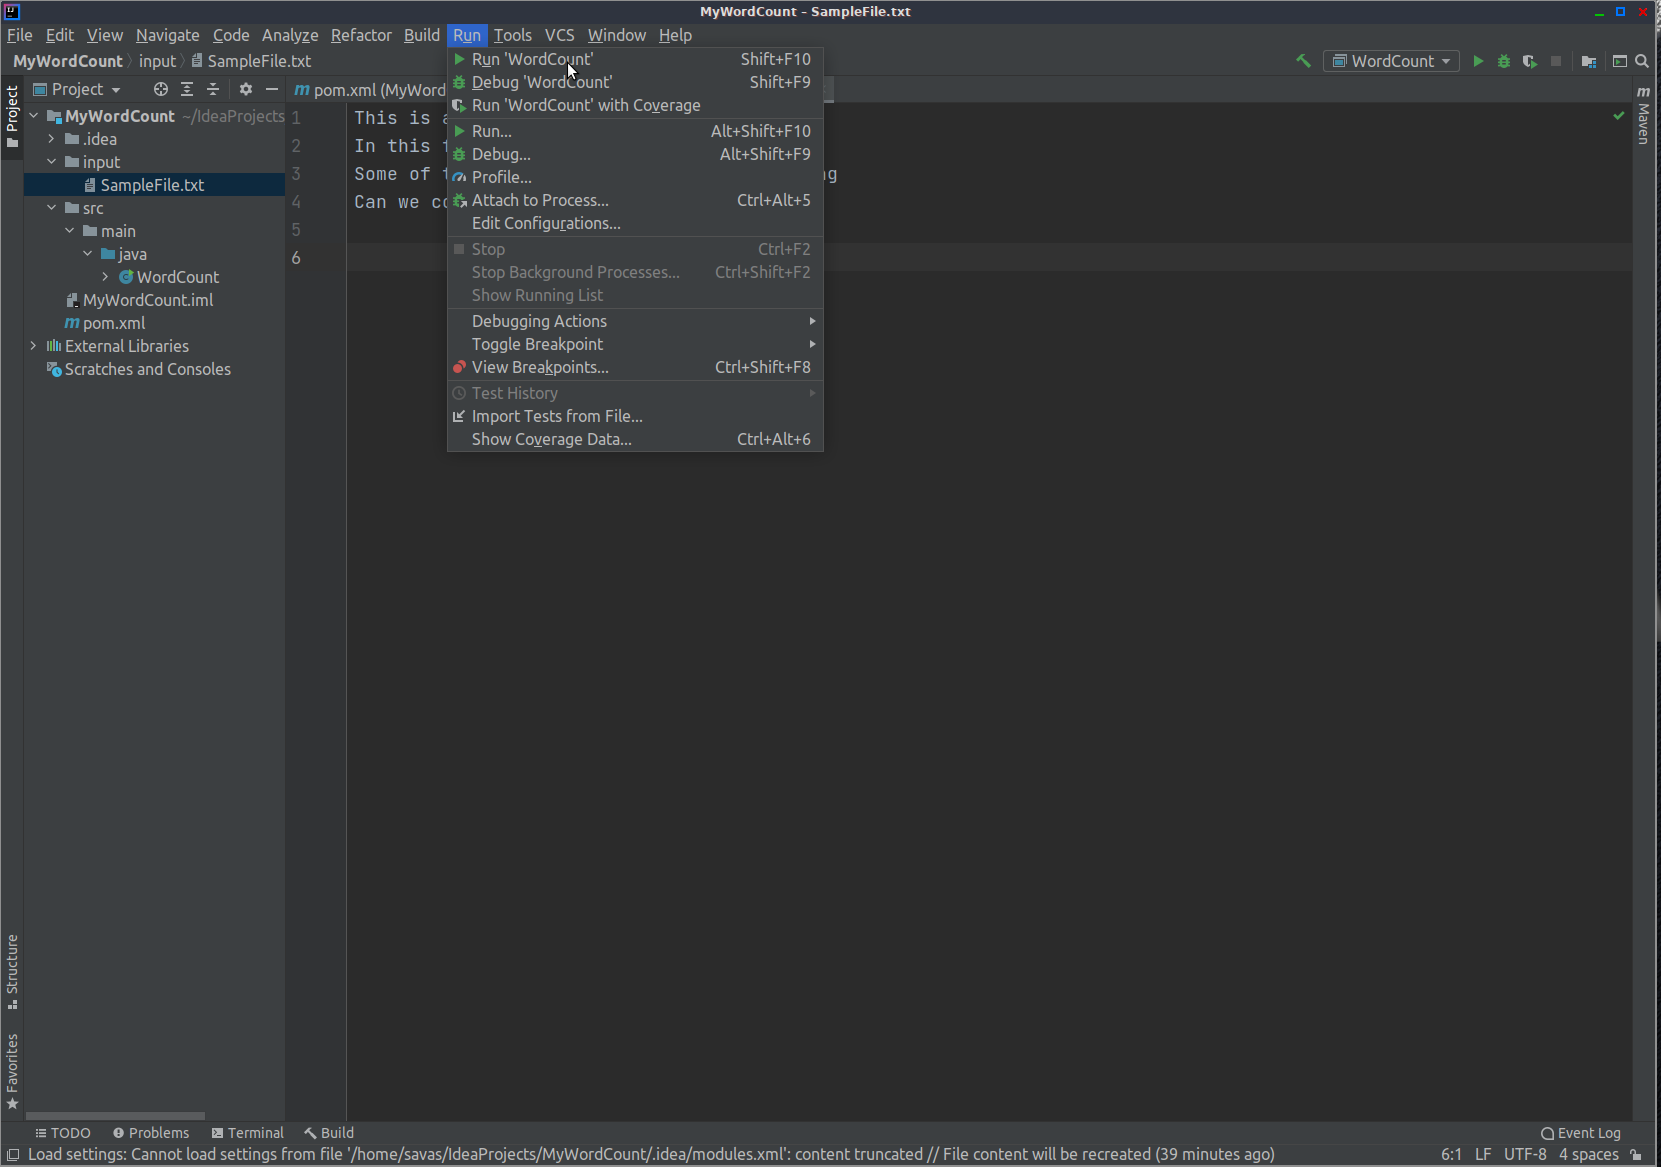 MyWordCount – SampleFile.txt
File Edit View Navigate Code Analyze Refactor Build Run Tools VCS Window Help
MyWordCount input SampleFile.txt
WordCount
Project
pom.xml (MyWord
Project
Maven
MyWordCount ~/IdeaProjects
.idea
input
SampleFile.txt
src
main
java
WordCount
MyWordCount.iml
pom.xml
External Libraries
Scratches and Consoles
1 This is
2 In this
3 Some of
4 Can we
5
6
Run 'WordCount' Shift+F10
Debug 'WordCount' Shift+F9
Run 'WordCount' with Coverage
Run... Alt+Shift+F10
Debug... Alt+Shift+F9
Profile...
Attach to Process... Ctrl+Alt+5
Edit Configurations...
Stop Ctrl+F2
Stop Background Processes... Ctrl+Shift+F2
Show Running List
Debugging Actions
Toggle Breakpoint
View Breakpoints... Ctrl+Shift+F8
Test History
Import Tests from File...
Show Coverage Data... Ctrl+Alt+6
Structure
Favorites
TODO Problems Terminal Build Event Log
Load settings: Cannot load settings from file '/home/savas/IdeaProjects/MyWordCount/.idea/modules.xml': content truncated // File content will be recreated (39 minutes ago) 6:1 LF UTF-8 4 spaces